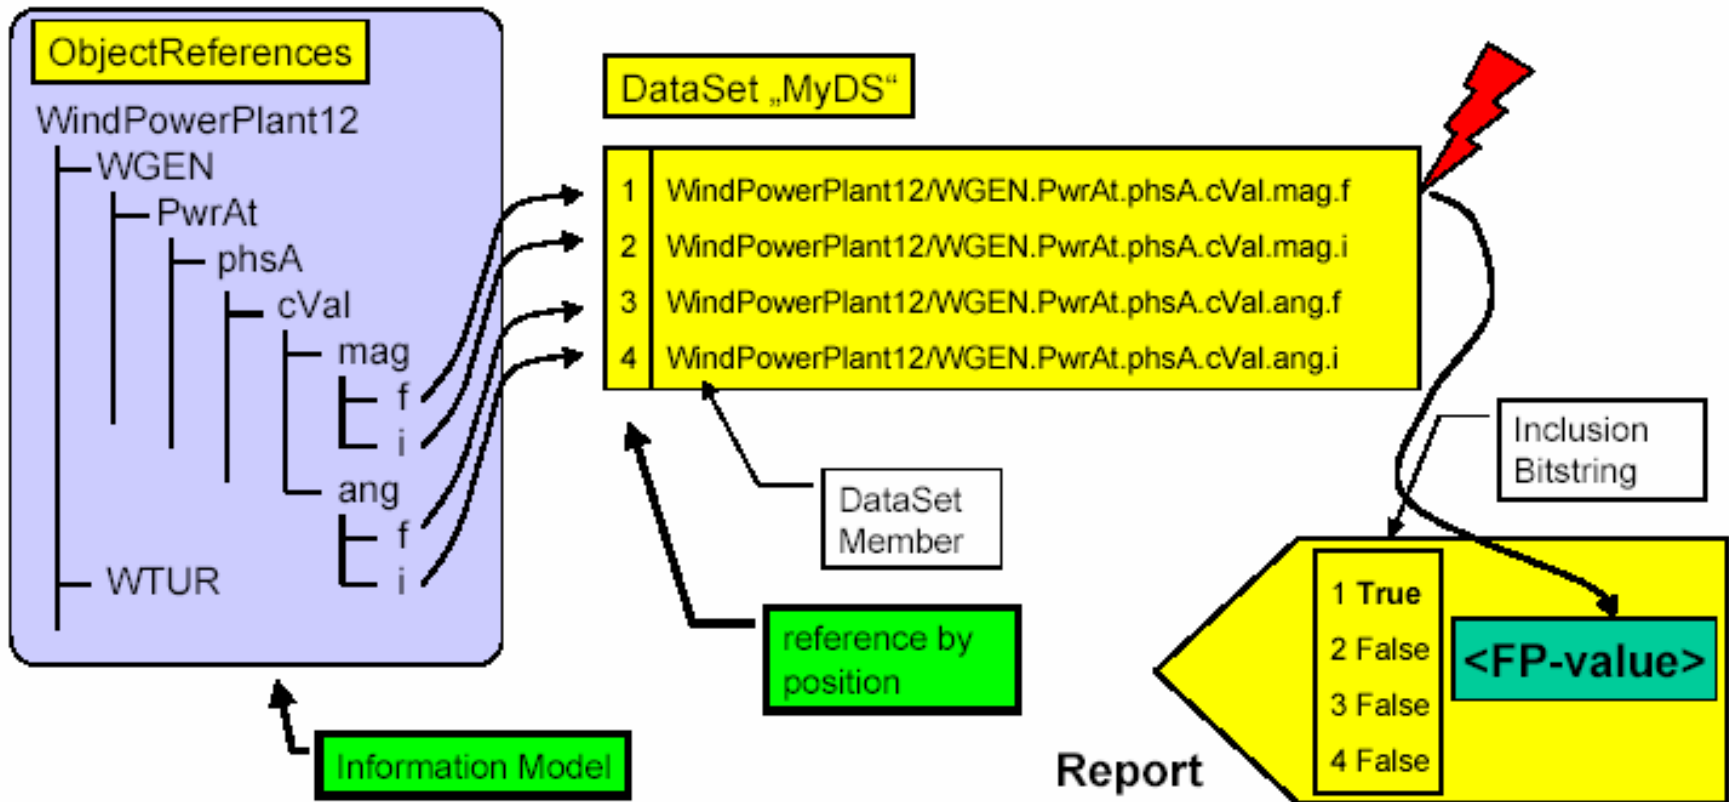 ObjectReferences
WindPowerPlant12
WGEN
PwrAt
phsA
cVal
mag
f
i
ang
f
i
WTUR
Information Model
DataSet „MyDS“
1 WindPowerPlant12/WGEN.PwrAt.phsA.cVal.mag.f
2 WindPowerPlant12/WGEN.PwrAt.phsA.cVal.mag.i
3 WindPowerPlant12/WGEN.PwrAt.phsA.cVal.ang.f
4 WindPowerPlant12/WGEN.PwrAt.phsA.cVal.ang.i
DataSet
Member
reference by
position
Inclusion
Bitstring
1 True
2 False
3 False
4 False
<FP-value>
Report